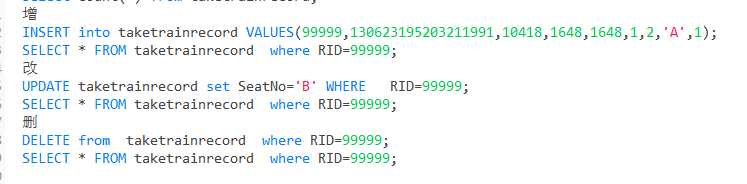 增
INSERT into taketrainrecord VALUES(99999,130623195203211991,10418,1648,1648,1,2,'A',1);
SELECT * FROM taketrainrecord  where RID=99999;
改
UPDATE taketrainrecord set SeatNo='B' WHERE   RID=99999;
SELECT * FROM taketrainrecord  where RID=99999;
删
DELETE from  taketrainrecord  where RID=99999;
SELECT * FROM taketrainrecord  where RID=99999;